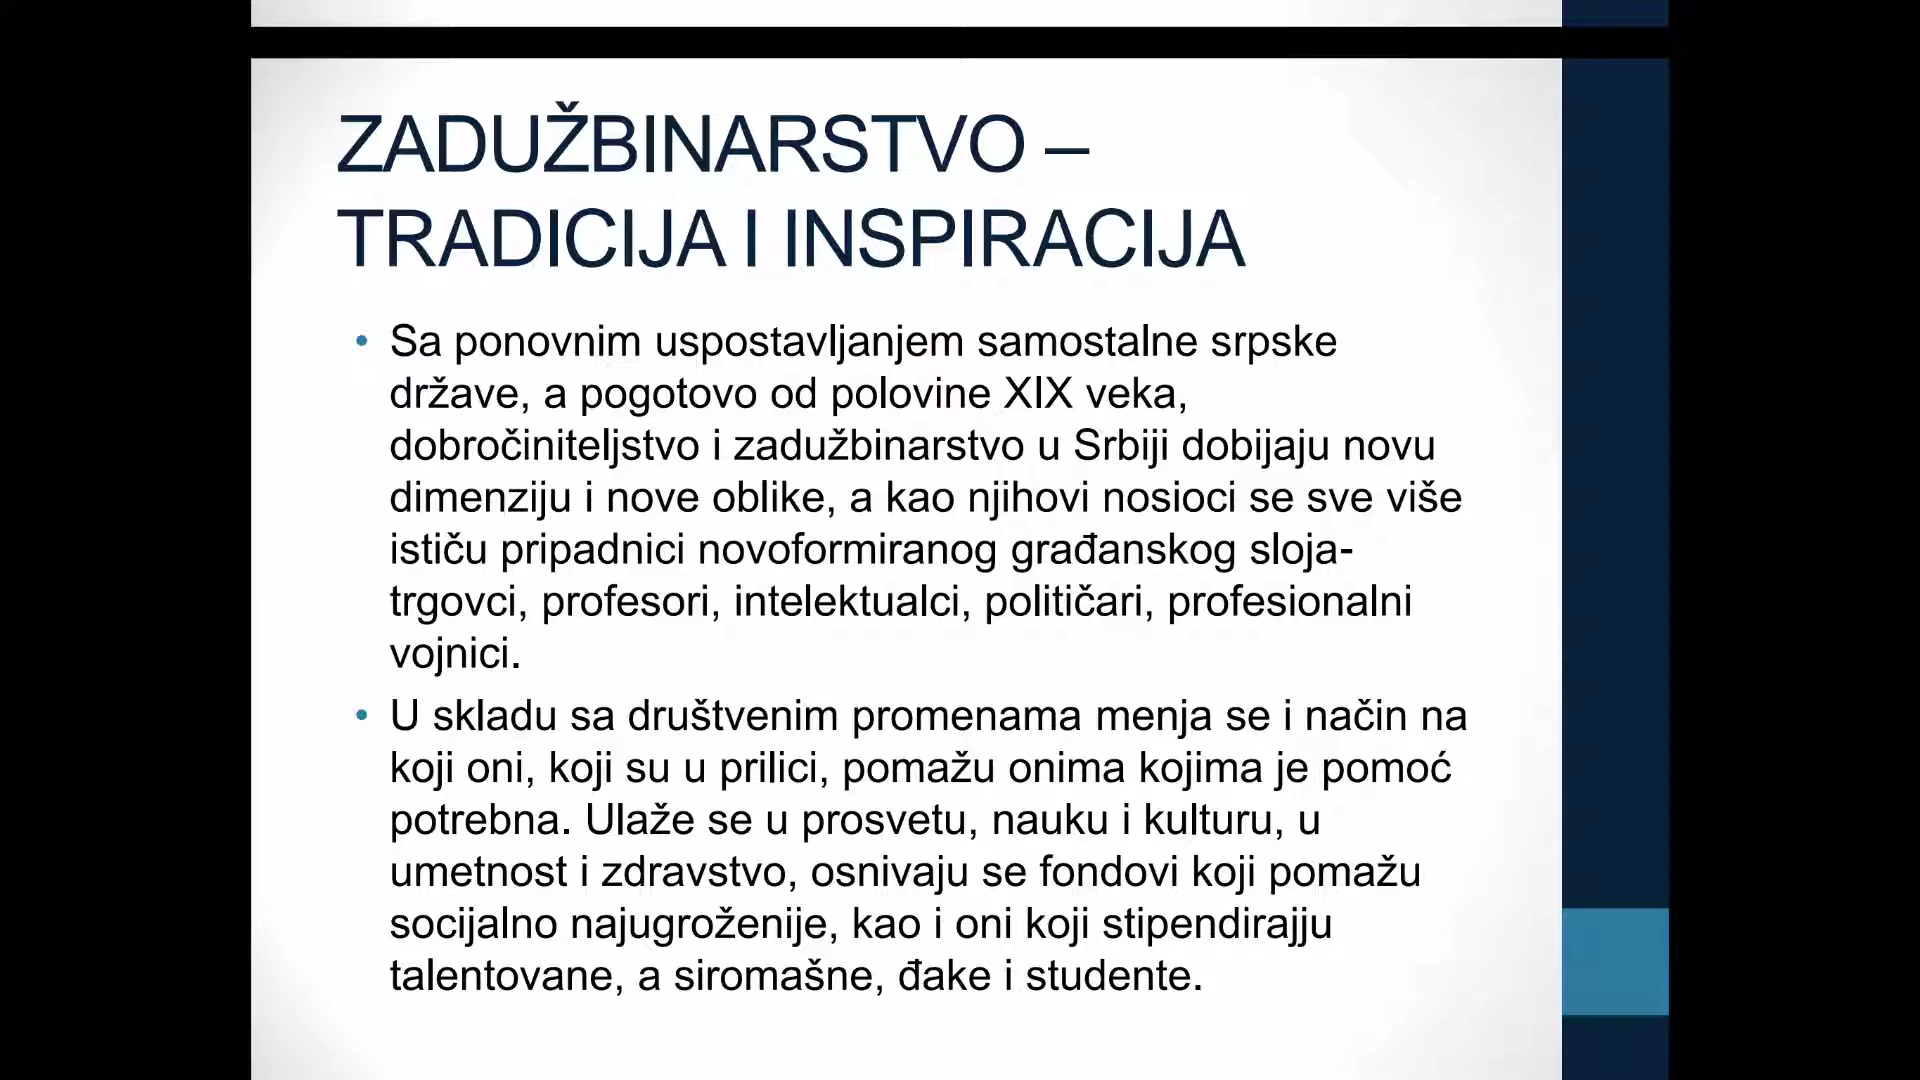 ZADUŽBINARSTVO –
TRADICIJA I INSPIRACIJA
• Sa ponovnim uspostavljanjem samostalne srpske
države, a pogotovo od polovine XIX veka,
dobročiniteljstvo i zadužbinarstvo u Srbiji dobijaju novu
dimenziju i nove oblike, a kao njihovi nosioci se sve više
ističu pripadnici novoformiranog građanskog sloja-
trgovci, profesori, intelektualci, političari, profesionalni
vojnici.
• U skladu sa društvenim promenama menja se i način na
koji oni, koji su u prilici, pomažu onima kojima je pomoć
potrebna. Ulaže se u prosvetu, nauku i kulturu, u
umetnost i zdravstvo, osnivaju se fondovi koji pomažu
socijalno najugroženije, kao i oni koji stipendirajju
talentovane, a siromašne, đake i studente.